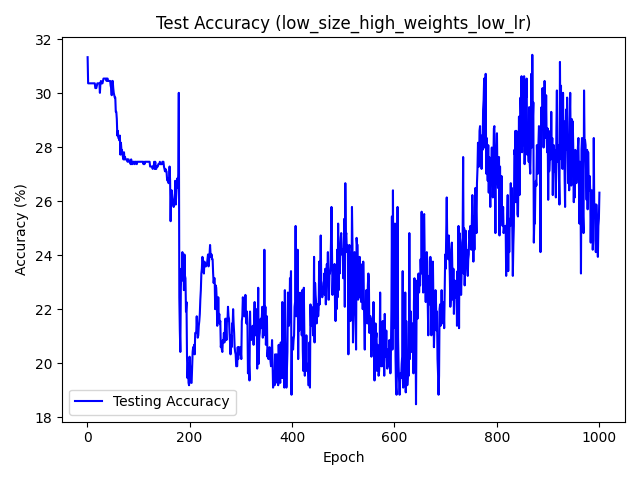 Test Accuracy (low_size_high_weights_low_lr)
32
30
28
26
24
22
20
18
Accuracy (%)
Testing Accuracy
0 200 400 600 800 1000
Epoch